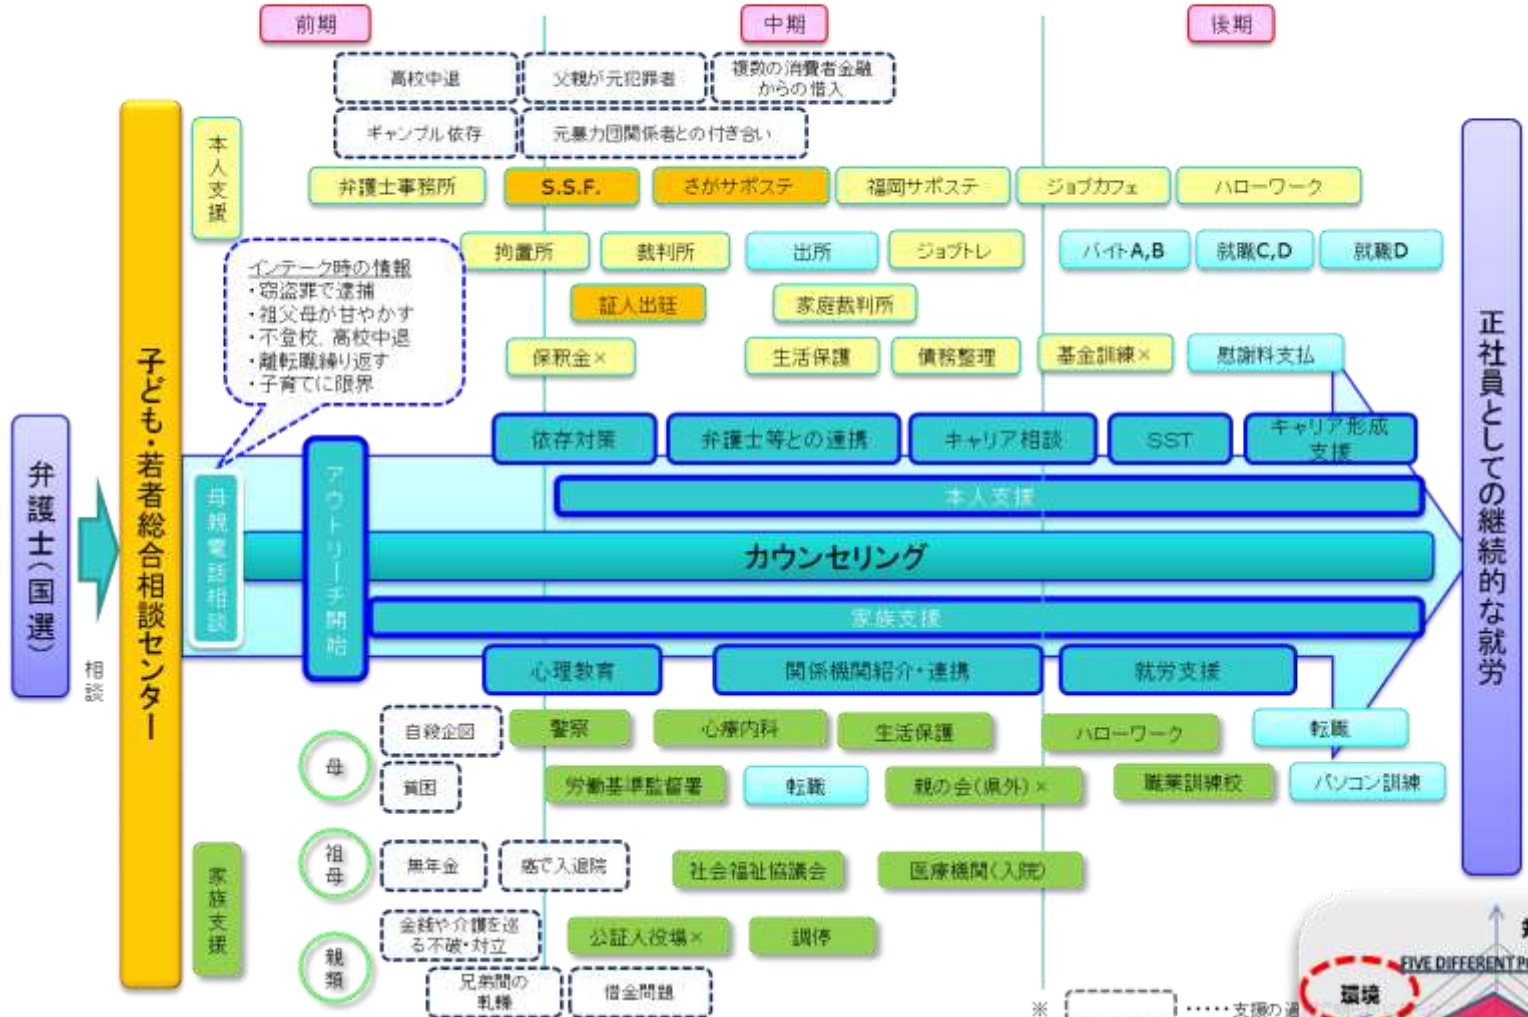 前期
中期
後期
高校中退
父親が元犯罪者
複数の消費者金融
からの借入
ギャンブル依存
元暴力団関係者との付き合い
本人支援
弁護士事務所
S.S.F.
さがサポステ
福岡サポステ
ジョブカフェ
ハローワーク
拘置所
裁判所
出所
ジョブトレ
バイトA,B
就職C,D
就職D
インテーク時の情報
・窃盗罪で逮捕
・祖父母が甘やかす
・不登校、高校中退
・離転職繰り返す
・子育てに限界
証人出廷
家庭裁判所
保釈金×
生活保護
債務整理
基金訓練×
慰謝料支払
弁護士(国選)
相談
子ども・若者総合相談センター
母親電話相談
アウトリーチ開始
依存対策
弁護士等との連携
キャリア相談
SST
キャリア形成
支援
本人支援
カウンセリング
家族支援
心理教育
関係機関紹介・連携
就労支援
正社員としての継続的な就労
母
自殺企図
警察
心療内科
生活保護
ハローワーク
転職
貧困
労働基準監督署
転職
親の会(県外)×
職業訓練校
パソコン訓練
家族支援
祖母
無年金
癌で入退院
社会福祉協議会
医療機関(入院)
親類
金銭や介護を巡
る不破・対立
公証人役場×
調停
兄弟間の
軋轢
借金問題
※
・・・・・支援の過
FIVE DIFFERENT
環境